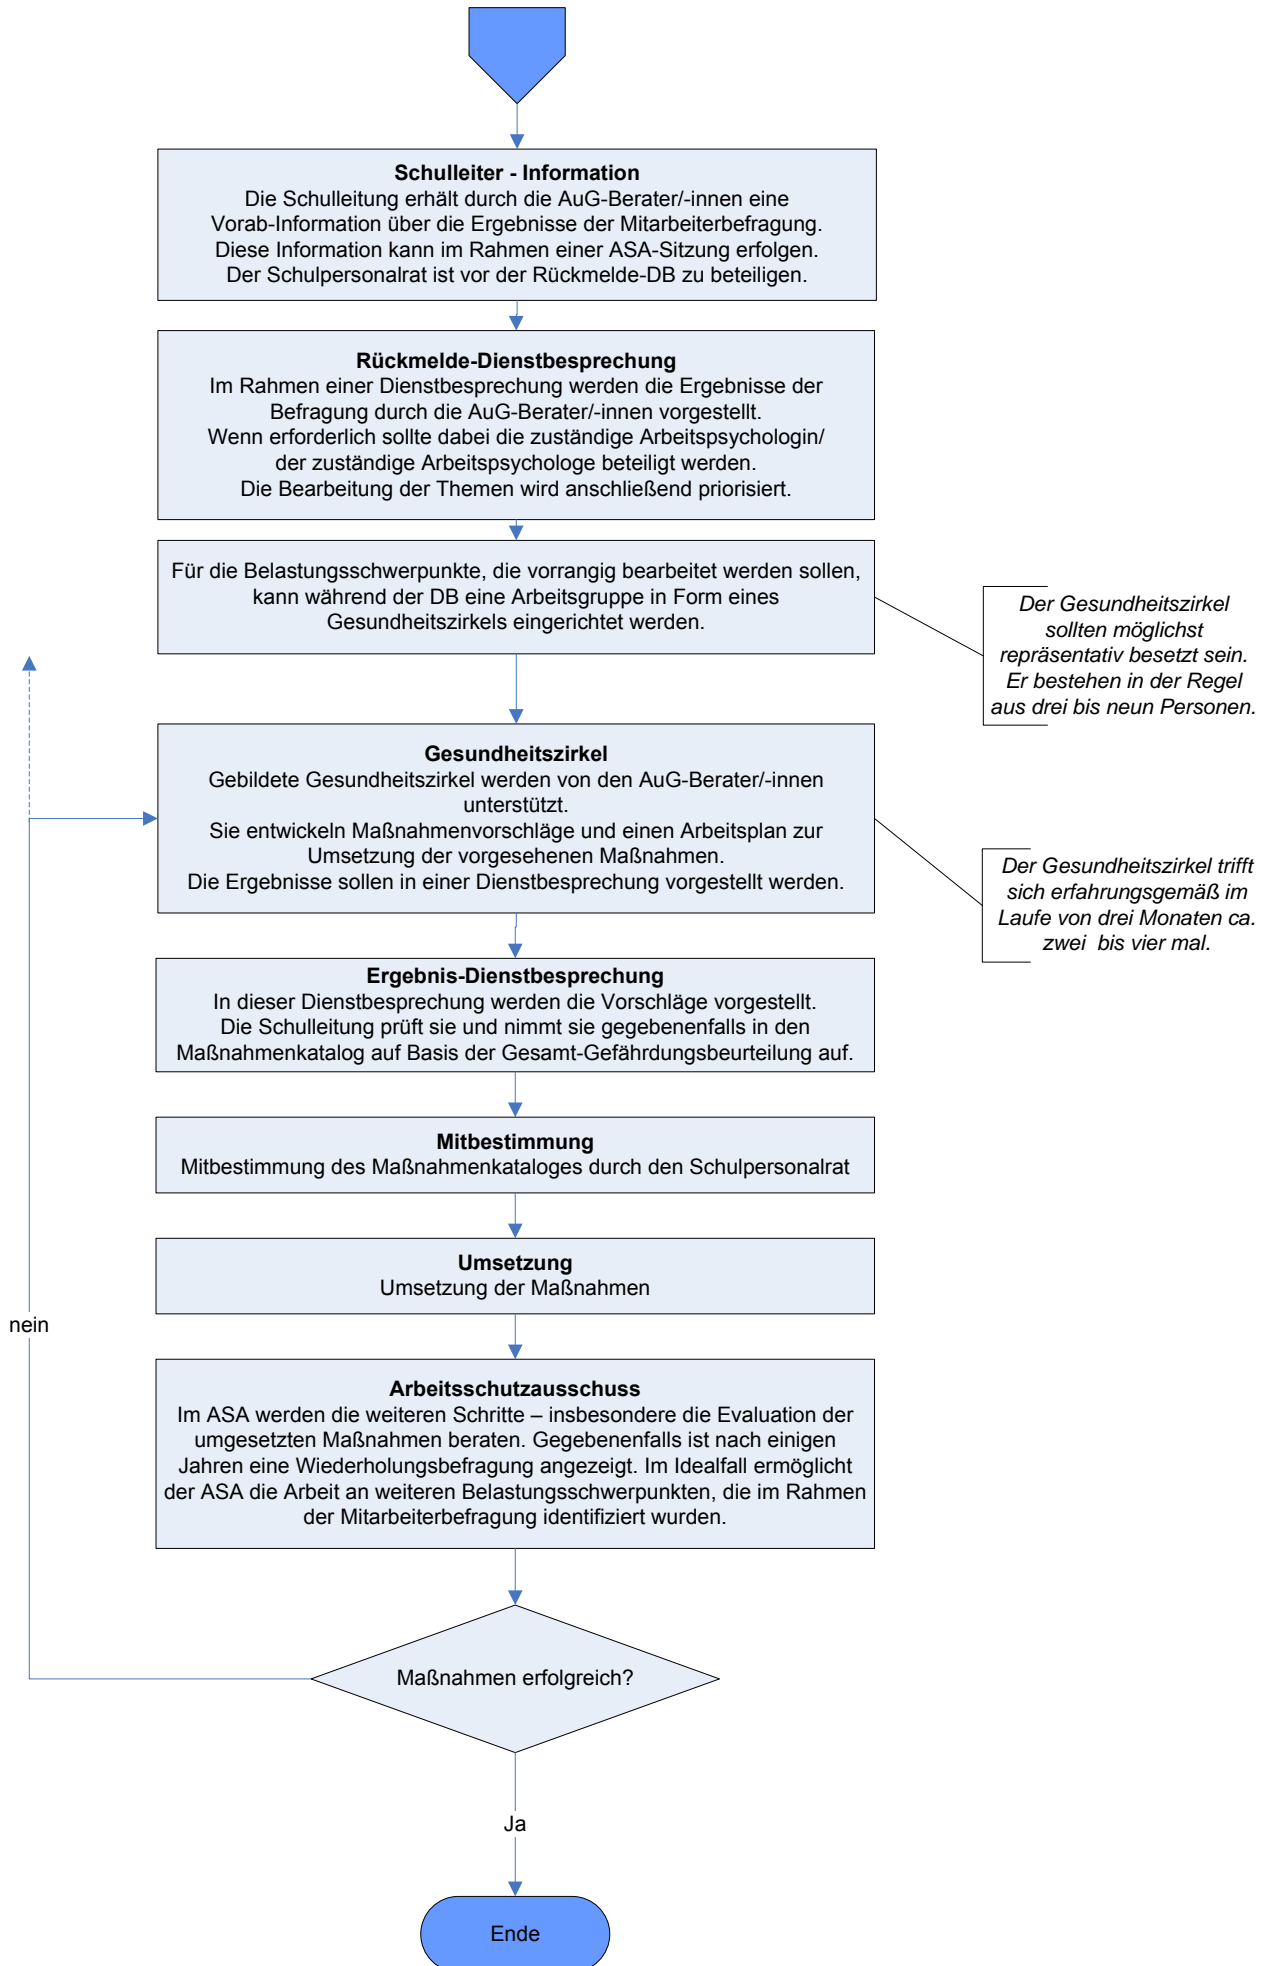 Schulleiter - Information
Die Schulleitung erhält durch die AuG-Berater/-innen eine
Vorab-Information über die Ergebnisse der Mitarbeiterbefragung.
Diese Information kann im Rahmen einer ASA-Sitzung erfolgen.
Der Schulpersonalrat ist vor der Rückmelde-DB zu beteiligen.
Rückmelde-Dienstbesprechung
Im Rahmen einer Dienstbesprechung werden die Ergebnisse der
Befragung durch die AuG-Berater/-innen vorgestellt.
Wenn erforderlich sollte dabei die zuständige Arbeitspsychologin/
der zuständige Arbeitspsychologe beteiligt werden.
Die Bearbeitung der Themen wird anschließend priorisiert.
Für die Belastungsschwerpunkte, die vorrangig bearbeitet werden sollen,
kann während der DB eine Arbeitsgruppe in Form eines
Gesundheitszirkels eingerichtet werden.
Der Gesundheitszirkel
sollten möglichst
repräsentativ besetzt sein.
Er bestehen in der Regel
aus drei bis neun Personen.
Gesundheitszirkel
Gebildete Gesundheitszirkel werden von den AuG-Berater/-innen
unterstützt.
Sie entwickeln Maßnahmenvorschläge und einen Arbeitsplan zur
Umsetzung der vorgesehenen Maßnahmen.
Die Ergebnisse sollen in einer Dienstbesprechung vorgestellt werden.
Der Gesundheitszirkel trifft
sich erfahrungsgemäß im
Laufe von drei Monaten ca.
zwei bis vier mal.
Ergebnis-Dienstbesprechung
In dieser Dienstbesprechung werden die Vorschläge vorgestellt.
Die Schulleitung prüft sie und nimmt sie gegebenenfalls in den
Maßnahmenkatalog auf Basis der Gesamt-Gefährdungsbeurteilung auf.
Mitbestimmung
Mitbestimmung des Maßnahmenkataloges durch den Schulpersonalrat
Umsetzung
Umsetzung der Maßnahmen
nein
Arbeitsschutzausschuss
Im ASA werden die weiteren Schritte – insbesondere die Evaluation der
umgesetzten Maßnahmen beraten. Gegebenenfalls ist nach einigen
Jahren eine Wiederholungsbefragung angezeigt. Im Idealfall ermöglicht
der ASA die Arbeit an weiteren Belastungsschwerpunkten, die im Rahmen
der Mitarbeiterbefragung identifiziert wurden.
Maßnahmen erfolgreich?
Ja
Ende